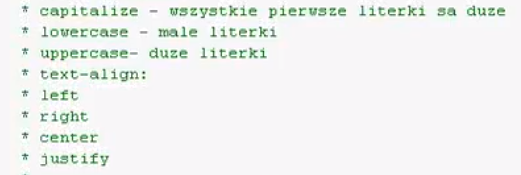 * capitalize - wszystkie pierwsze literki sa duze
* lowercase - male literki
* uppercase- duze literki
* text-align:
* left
* right
* center
* justify